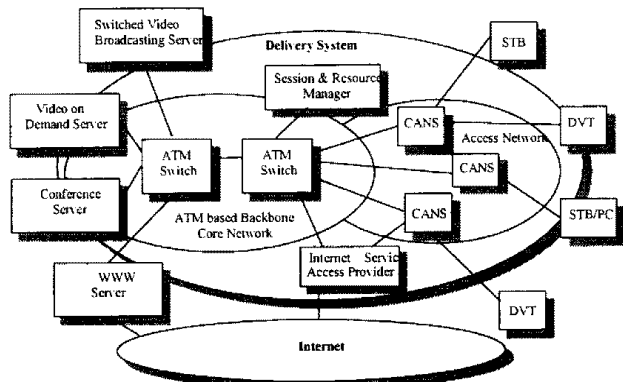 Switched Video
Broadcasting Server
Delivery System
STB
Session & Resource
Manager
Video on
Demand Server
CANS
DVT
Access Network
ATM
Switch
ATM
Switch
CANS
Conference
Server
ATM based Backbone
Core Network
CANS
STB/PC
WWW
Server
Internet Service
Access Provider
DVT
Internet